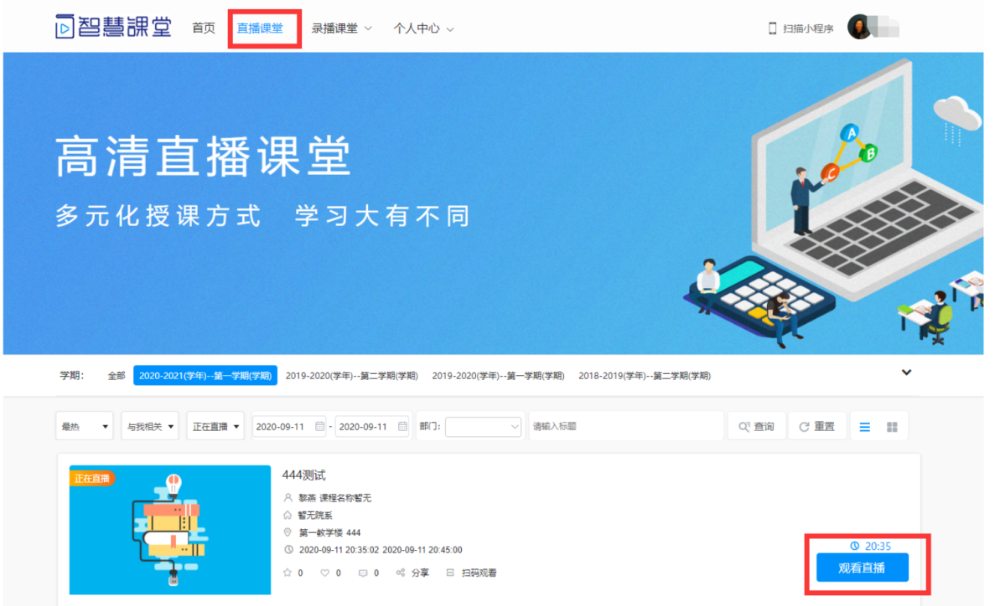 智慧課堂 首页 直播课堂 录播课堂 个人中心 扫描小程序
高清直播课堂
多元化授课方式 学习大有不同
A
B
C
学期： 全部 2020-2021(学年)--第一学期(学期) 2019-2020(学年)--第二学期(学期) 2019-2020(学年)--第一学期(学期) 2018-2019(学年)--第二学期(学期)
最热 与我相关 正在直播 2020-09-11 - 2020-09-11 部门： 请输入标题 查询 重置
正在直播
444测试
黎燕 课程名称暂无
暂无院系
第一教学楼 444
2020-09-11 20:35:02 2020-09-11 20:45:00
0 0 0 分享 扫码观看
20:35
观看直播